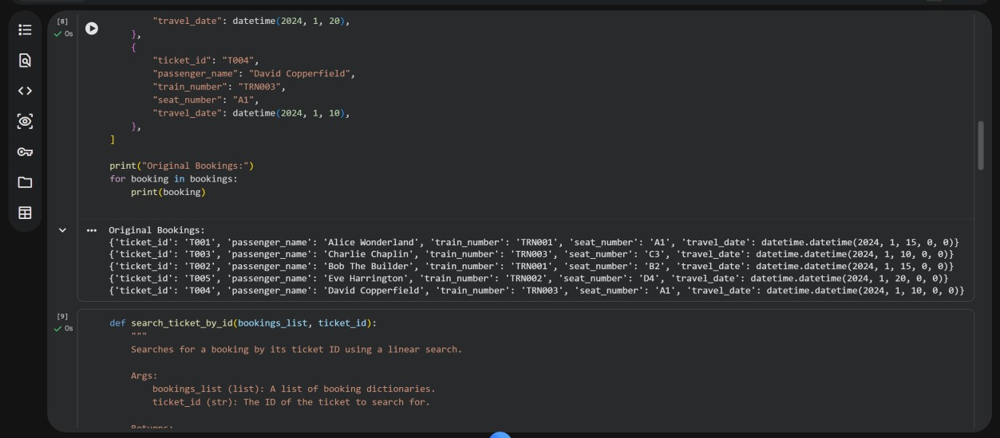 [8]
0s
            "travel_date": datetime(2024, 1, 20),
        },
        {
            "ticket_id": "T004",
            "passenger_name": "David Copperfield",
            "train_number": "TRN003",
            "seat_number": "A1",
            "travel_date": datetime(2024, 1, 10),
        },
    ]
print("Original Bookings:")
for booking in bookings:
    print(booking)
Original Bookings:
{'ticket_id': 'T001', 'passenger_name': 'Alice Wonderland', 'train_number': 'TRN001', 'seat_number': 'A1', 'travel_date': datetime.datetime(2024, 1, 15, 0, 0)}
{'ticket_id': 'T003', 'passenger_name': 'Charlie Chaplin', 'train_number': 'TRN003', 'seat_number': 'C3', 'travel_date': datetime.datetime(2024, 1, 10, 0, 0)}
{'ticket_id': 'T002', 'passenger_name': 'Bob The Builder', 'train_number': 'TRN001', 'seat_number': 'B2', 'travel_date': datetime.datetime(2024, 1, 15, 0, 0)}
{'ticket_id': 'T005', 'passenger_name': 'Eve Harrington', 'train_number': 'TRN002', 'seat_number': 'D4', 'travel_date': datetime.datetime(2024, 1, 20, 0, 0)}
{'ticket_id': 'T004', 'passenger_name': 'David Copperfield', 'train_number': 'TRN003', 'seat_number': 'A1', 'travel_date': datetime.datetime(2024, 1, 10, 0, 0)}
[9]
0s
def search_ticket_by_id(bookings_list, ticket_id):
    """
    Searches for a booking by its ticket ID using a linear search.
    Args:
        bookings_list (list): A list of booking dictionaries.
        ticket_id (str): The ID of the ticket to search for.
    Returns: